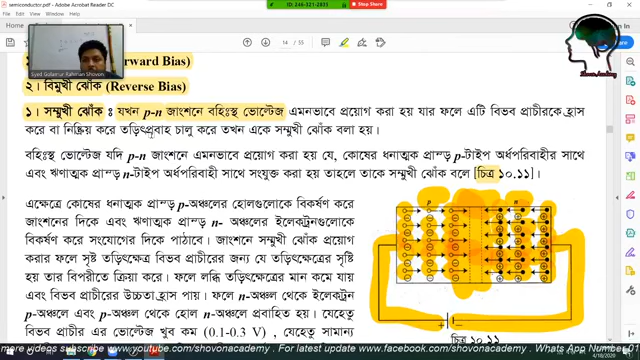 semiconductor.pdf - Adobe Acrobat Reader DC
File Edit View Window Help
ID: 246-321-2033 Stop Share
14 / 55
Syed Golamur Rahman Shovon
Forward Bias)
২। বিমুখী ঝোঁক (Reverse Bias)
১। সম্মুখী ঝোঁক : যখন p-n জাংশনে বহিঃস্থ ভোল্টেজ এমনভাবে প্রয়োগ করা হয় যার ফলে এটি বিভব প্রাচীরকে হ্রাস
করে বা নিষ্ক্রিয় করে তড়িৎপ্রবাহ চালু করে তখন একে সম্মুখী ঝোঁক বলা হয়।
বহিঃস্থ ভোল্টেজ যদি p-n জাংশনে এমনভাবে প্রয়োগ করা হয় যে, কোষের ধনাত্মক প্রান্ত p-টাইপ অর্ধপরিবাহীর সাথে
এবং ঋণাত্মক প্রান্ত n-টাইপ অর্ধপরিবাহীর সাথে সংযুক্ত করা হয় তাহলে তাকে সম্মুখী ঝোঁক বলে [চিত্র ১০.১১]।
এক্ষেত্রে কোষের ধনাত্মক প্রান্ত p-অঞ্চলের হোলগুলোকে বিকর্ষণ করে
জাংশনের দিকে এবং ঋণাত্মক প্রান্ত n- অঞ্চলের ইলেকট্রনগুলোকে
বিকর্ষণ করে সংযোগের দিকে পাঠাবে। জাংশনে সম্মুখী ঝোঁক প্রয়োগ
করার ফলে সৃষ্ট তড়িৎক্ষেত্র বিভব প্রাচীরের জন্য যে তড়িৎক্ষেত্রের সৃষ্টি
হয় তার বিপরীতে ক্রিয়া করে। ফলে লব্ধি তড়িৎক্ষেত্রের মান কমে যায়
এবং বিভব প্রাচীরের উচ্চতা হ্রাস পায়। ফলে n-অঞ্চল থেকে ইলেকট্রন
p-অঞ্চলে এবং p-অঞ্চল থেকে হোল n-অঞ্চলে প্রবাহিত হয়। যেহেতু
বিভব প্রাচীর এর ভোল্টেজ খুব কম (0.1-0.3 V), যেহেতু সামান্য
p n
+ −
চিত্র ১০.১১
more videos subscribe www.youtube.com/shovonacademy . For latest update www.facebook.com/shovonacademy . Whats App Number 01
4/18/2020